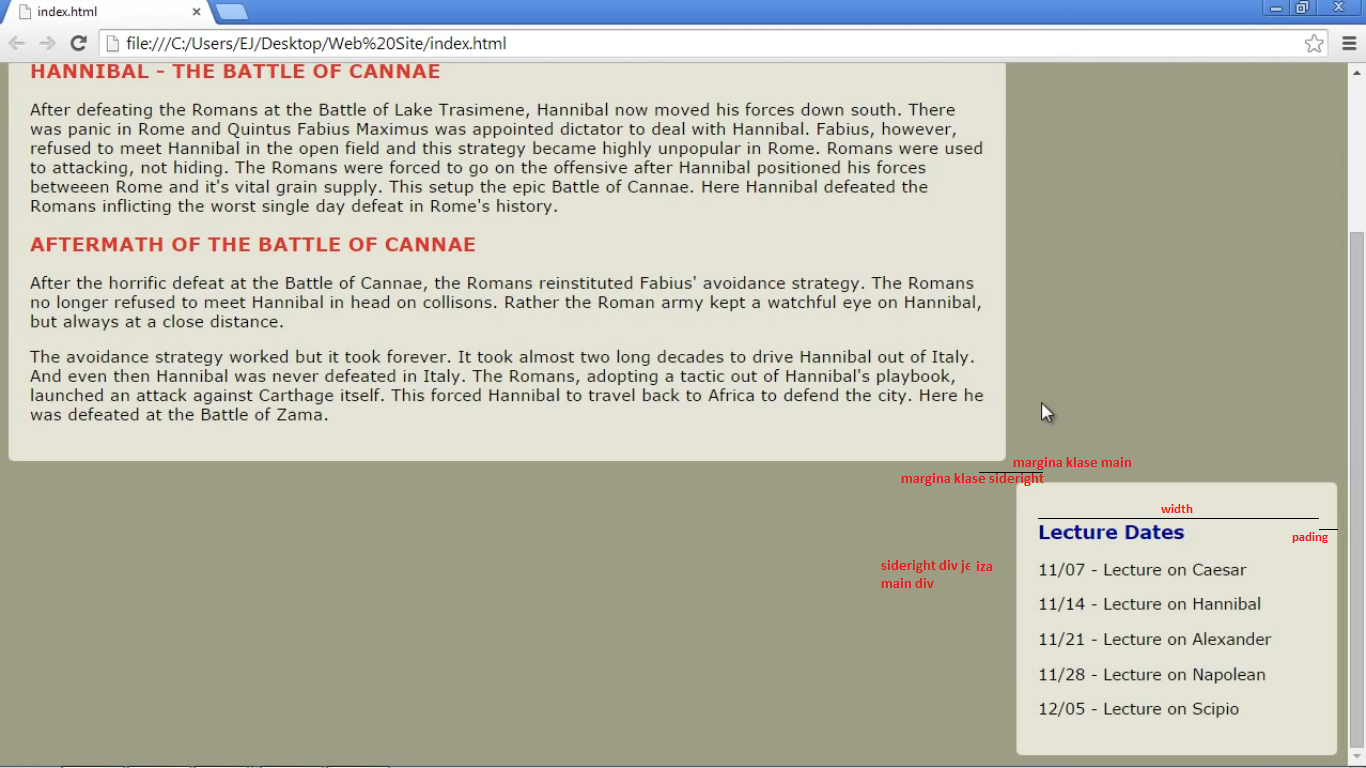 index.html
file:///C:/Users/EJ/Desktop/Web%20Site/index.html
HANNIBAL - THE BATTLE OF CANNAE
After defeating the Romans at the Battle of Lake Trasimene, Hannibal now moved his forces down south. There
was panic in Rome and Quintus Fabius Maximus was appointed dictator to deal with Hannibal. Fabius, however,
refused to meet Hannibal in the open field and this strategy became highly unpopular in Rome. Romans were used
to attacking, not hiding. The Romans were forced to go on the offensive after Hannibal positioned his forces
betweeen Rome and it's vital grain supply. This setup the epic Battle of Cannae. Here Hannibal defeated the
Romans inflicting the worst single day defeat in Rome's history.
AFTERMATH OF THE BATTLE OF CANNAE
After the horrific defeat at the Battle of Cannae, the Romans reinstituted Fabius' avoidance strategy. The Romans
no longer refused to meet Hannibal in head on collisons. Rather the Roman army kept a watchful eye on Hannibal,
but always at a close distance.
The avoidance strategy worked but it took forever. It took almost two long decades to drive Hannibal out of Italy.
And even then Hannibal was never defeated in Italy. The Romans, adopting a tactic out of Hannibal's playbook,
launched an attack against Carthage itself. This forced Hannibal to travel back to Africa to defend the city. Here he
was defeated at the Battle of Zama.
margina klase main
margina klase sideright
width
Lecture Dates
pading
sideright div je iza
main div
11/07 - Lecture on Caesar
11/14 - Lecture on Hannibal
11/21 - Lecture on Alexander
11/28 - Lecture on Napolean
12/05 - Lecture on Scipio